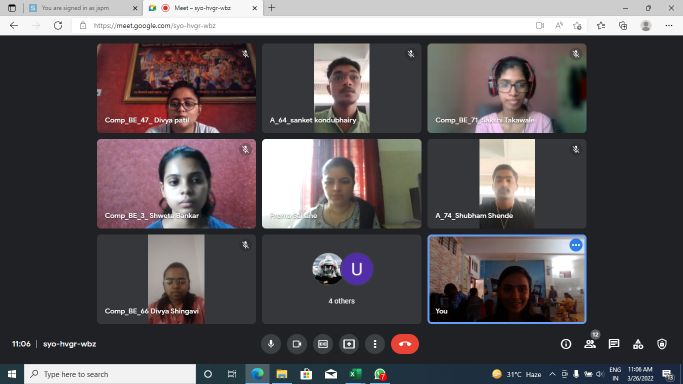 You are signed in as jspm
Meet – syo-hvgr-wbz
https://meet.google.com/syo-hvgr-wbz
Comp_BE_47_ Divya patil
A_64_sanket kondubhairy
Comp_BE_71_Sakshi Takawale
Comp_BE_3_ Shweta Bankar
A_74_Shubham Shende
Comp_BE_66 Divya Shingavi
U
4 others
You
11:06 | syo-hvgr-wbz
12
Type here to search
31°C Haze
ENG
IN
11:06 AM
3/26/2022